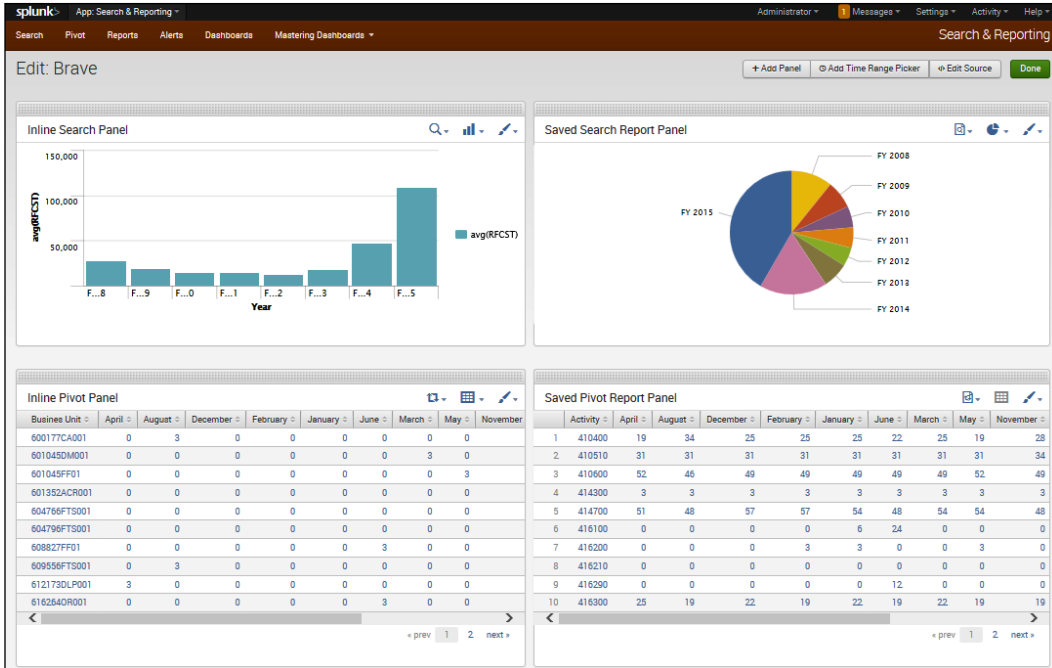 splunk> App: Search & Reporting Administrator 1 Messages Settings Activity Help
Search Pivot Reports Alerts Dashboards Mastering Dashboards Search & Reporting
Edit: Brave + Add Panel Add Time Range Picker Edit Source Done
Inline Search Panel
150,000
100,000
50,000
avg(RFCST)
avg(RFCST)
F...8 F...9 F...0 F...1 F...2 F...3 F...4 F...5
Year
Saved Search Report Panel
FY 2008
FY 2009
FY 2015
FY 2010
FY 2011
FY 2012
FY 2013
FY 2014
Inline Pivot Panel
Busines Unit April August December February January June March May November
600177CA001 0 3 0 0 0 0 0 0
601045DM001 0 0 0 0 0 0 3 0
601045FF01 0 0 0 0 0 0 0 3
601352ACR001 0 0 0 0 0 0 0 0
604766FTS001 0 0 0 0 0 0 0 0
604796FTS001 0 0 0 0 0 0 0 0
608827FF01 0 0 0 0 0 3 0 0
609556FTS001 0 3 0 0 0 0 0 0
612173DLP001 3 0 0 0 0 0 0 0
616264OR001 0 0 0 0 0 3 0 0
« prev 1 2 next »
Saved Pivot Report Panel
Activity April August December February January June March May November
1 410400 19 34 25 25 25 22 25 19 28
2 410510 31 31 31 31 31 31 31 31 34
3 410600 52 46 49 49 49 49 49 52 49
4 414300 3 3 3 3 3 3 3 3 3
5 414700 51 48 57 57 54 48 54 54 48
6 416100 0 0 0 0 6 24 0 0 0
7 416200 0 0 0 3 3 0 0 3 0
8 416210 0 0 0 0 0 0 0 0 0
9 416290 0 0 0 0 0 12 0 0 0
10 416300 25 19 22 19 22 19 22 19 19
« prev 1 2 next »